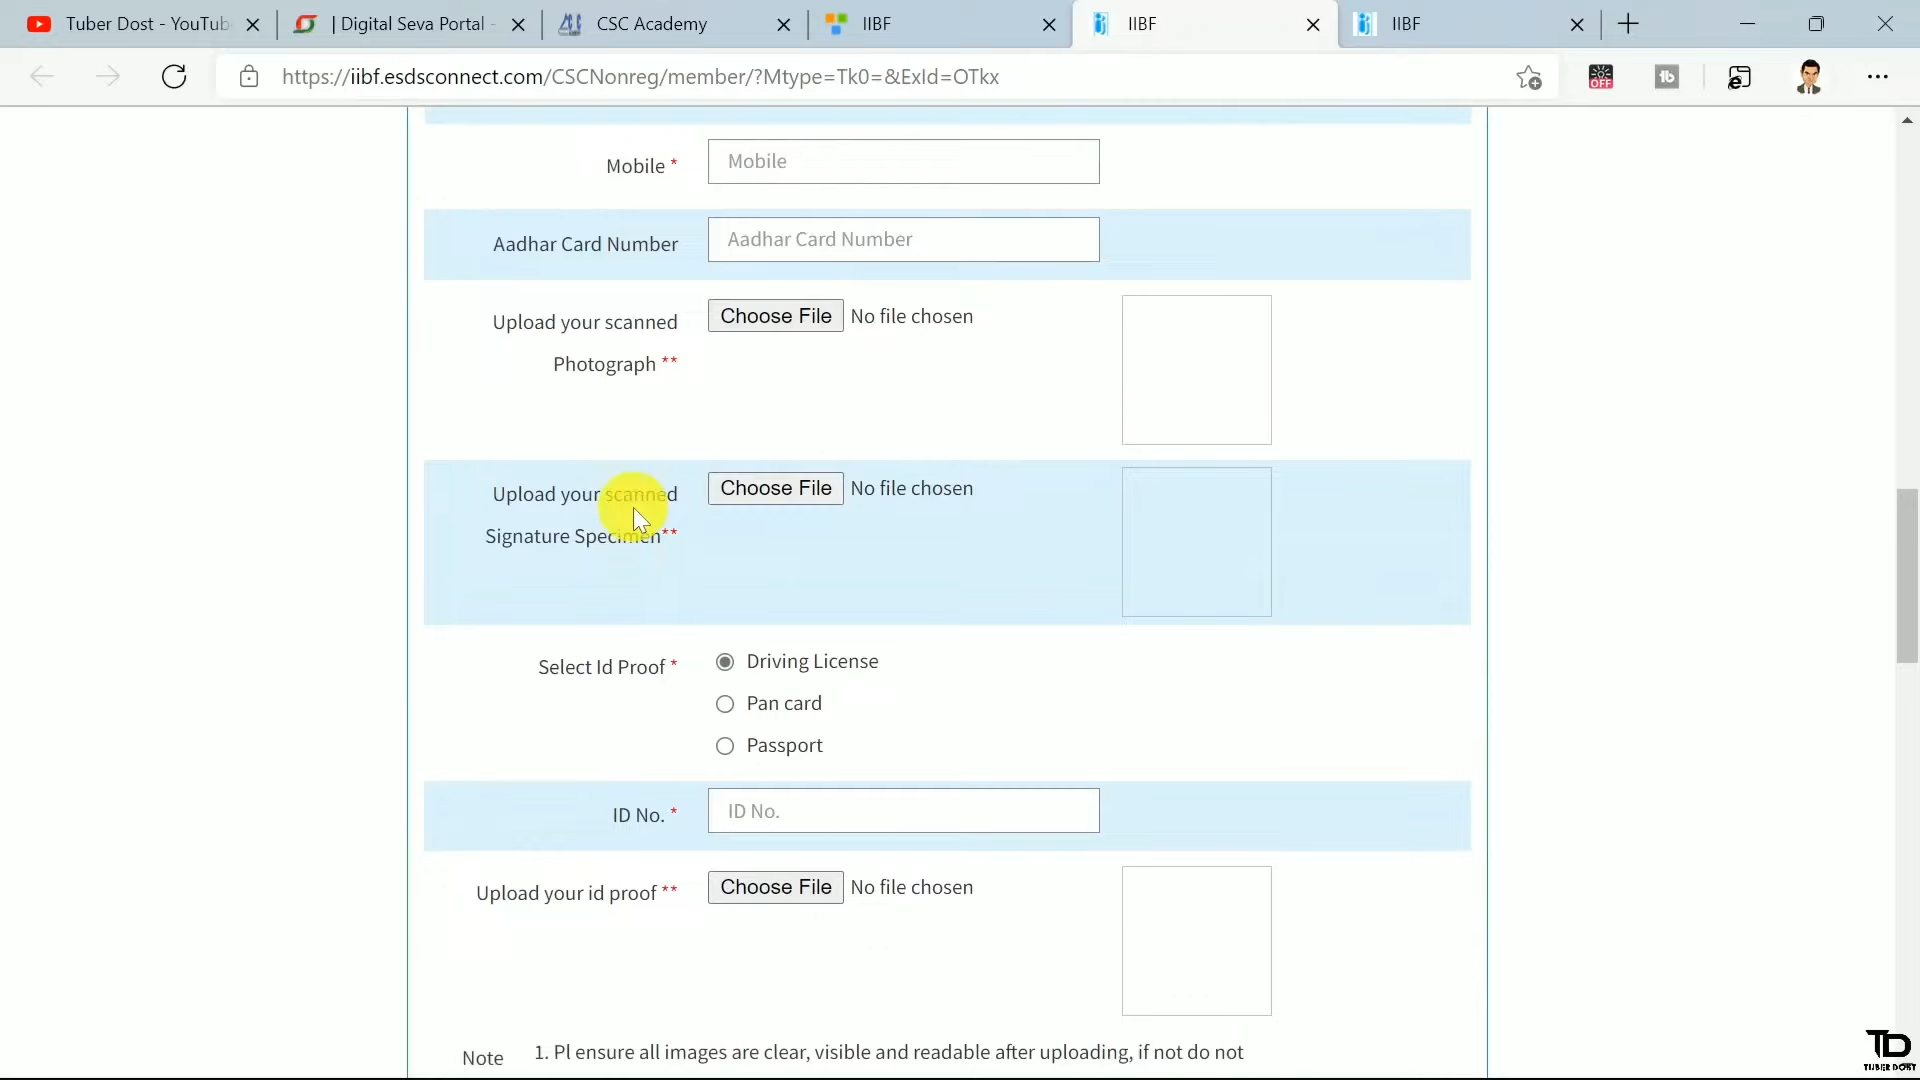 Tuber Dost - YouTub
| Digital Seva Portal -
CSC Academy
IIBF
IIBF
IIBF
https://iibf.esdsconnect.com/CSCNonreg/member/?Mtype=Tk0=&ExId=OTkx
OFF
tb
Mobile *
Mobile
Aadhar Card Number
Aadhar Card Number
Upload your scanned
Photograph **
Choose File No file chosen
Upload your scanned
Signature Specimen**
Choose File No file chosen
Select Id Proof *
Driving License
Pan card
Passport
ID No. *
ID No.
Upload your id proof **
Choose File No file chosen
Note
1. Pl ensure all images are clear, visible and readable after uploading, if not do not
TD
TUBER DOST